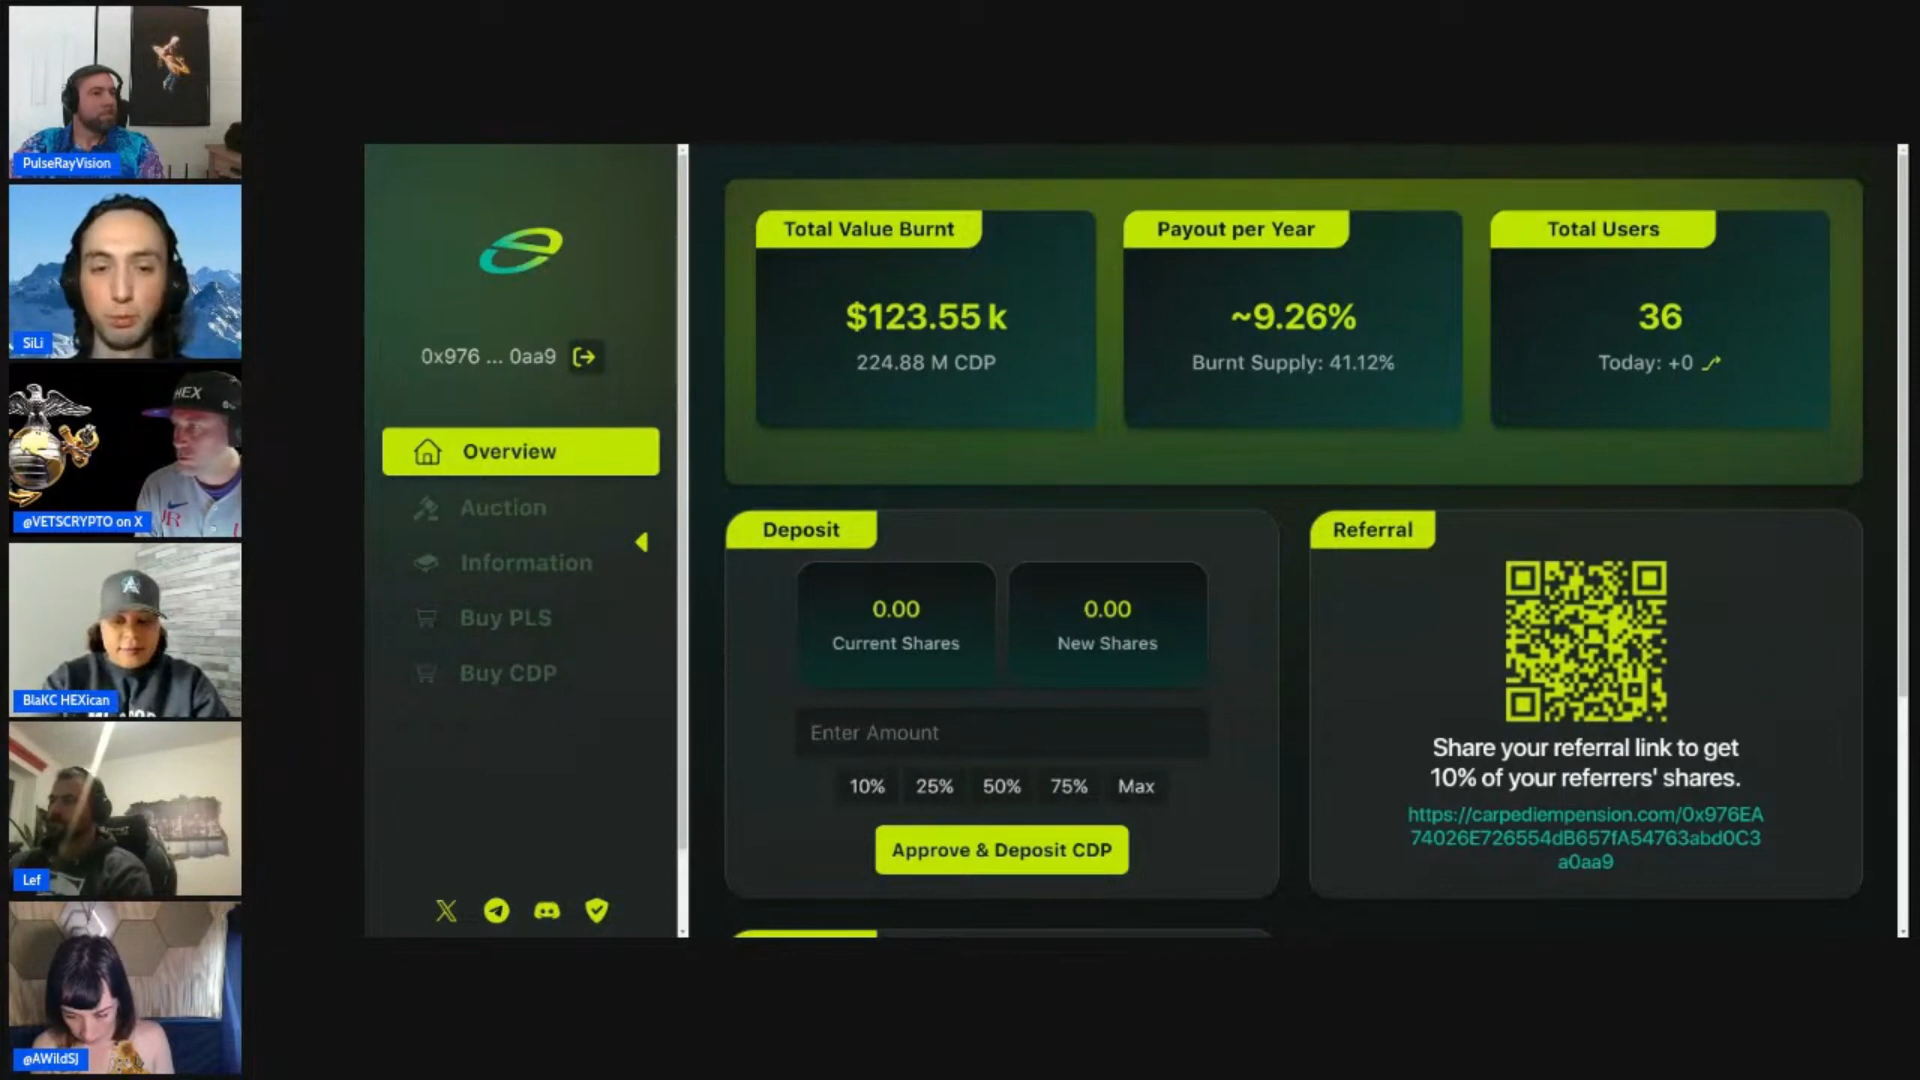 PulseRayVision
SiLi
HEX
@VETSCRYPTO on X
BlaKC HEXican
Lef
@AWildSJ
0x976 ... 0aa9
Overview
Auction
Information
Buy PLS
Buy CDP
Total Value Burnt
$123.55 k
224.88 M CDP
Payout per Year
~9.26%
Burnt Supply: 41.12%
Total Users
36
Today: +0
Deposit
0.00
Current Shares
0.00
New Shares
Enter Amount
10% 25% 50% 75% Max
Approve & Deposit CDP
Referral
Share your referral link to get
10% of your referrers' shares.
https://carpediempension.com/0x976EA
74026E726554dB657fA54763abd0C3
a0aa9